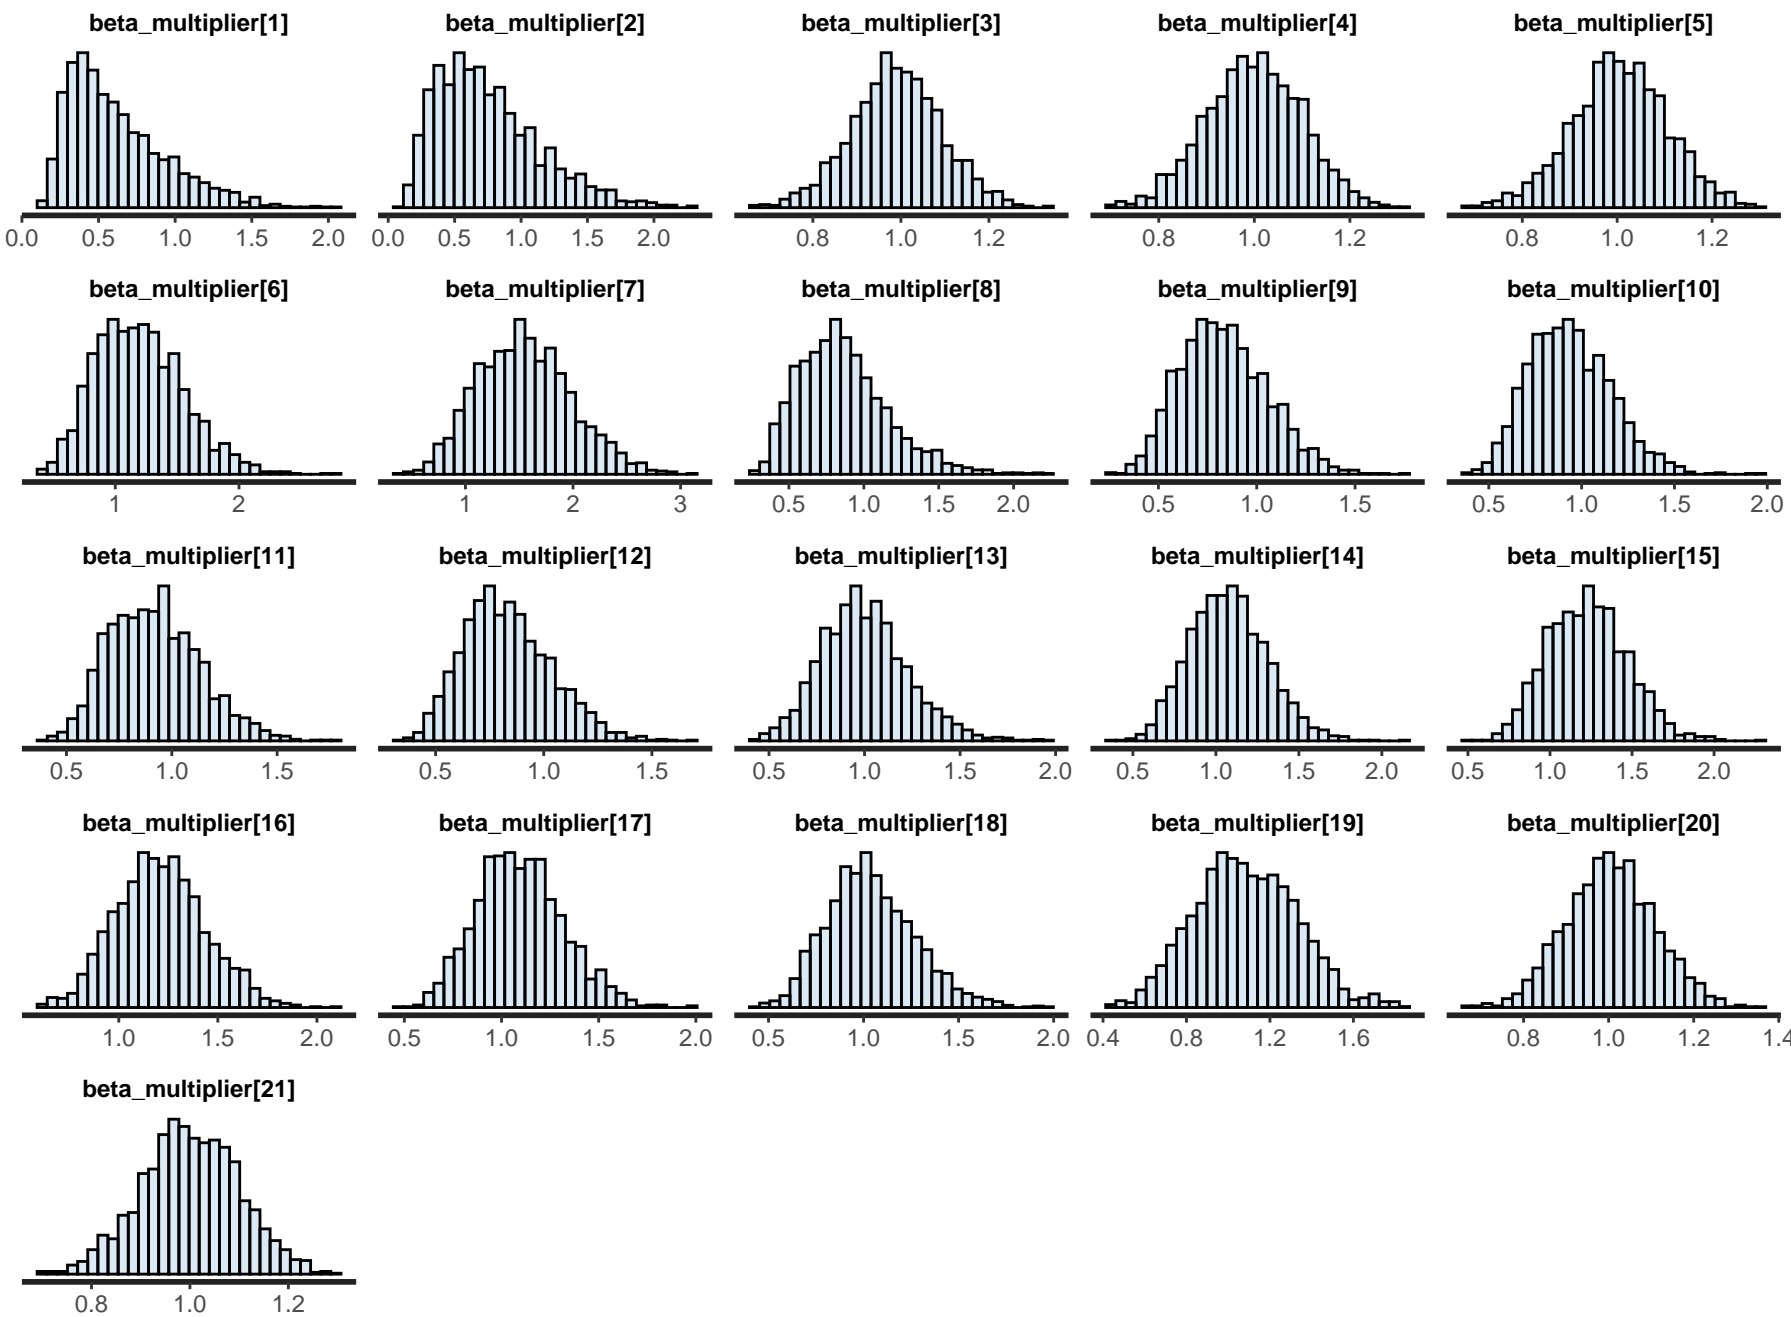 beta_multiplier[1] beta_multiplier[2] beta_multiplier[3] beta_multiplier[4] beta_multiplier[5]
0.0 0.5 1.0 1.5 2.0 0.0 0.5 1.0 1.5 2.0 0.8 1.0 1.2 0.8 1.0 1.2 0.8 1.0 1.2
beta_multiplier[6] beta_multiplier[7] beta_multiplier[8] beta_multiplier[9] beta_multiplier[10]
1 2 1 2 3 0.5 1.0 1.5 2.0 0.5 1.0 1.5 0.5 1.0 1.5 2.0
beta_multiplier[11] beta_multiplier[12] beta_multiplier[13] beta_multiplier[14] beta_multiplier[15]
0.5 1.0 1.5 0.5 1.0 1.5 0.5 1.0 1.5 2.0 0.5 1.0 1.5 2.0 0.5 1.0 1.5 2.0
beta_multiplier[16] beta_multiplier[17] beta_multiplier[18] beta_multiplier[19] beta_multiplier[20]
1.0 1.5 2.0 0.5 1.0 1.5 2.0 0.5 1.0 1.5 2.0 0.4 0.8 1.2 1.6 0.8 1.0 1.2 1.4
beta_multiplier[21]
0.8 1.0 1.2